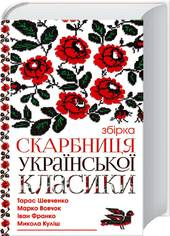 збірка
СКАРБНИЦЯ
УКРАЇНСЬКОЇ
КЛАСИКИ
Тарас Шевченко
Марко Вовчок
Іван Франко
Микола Куліш